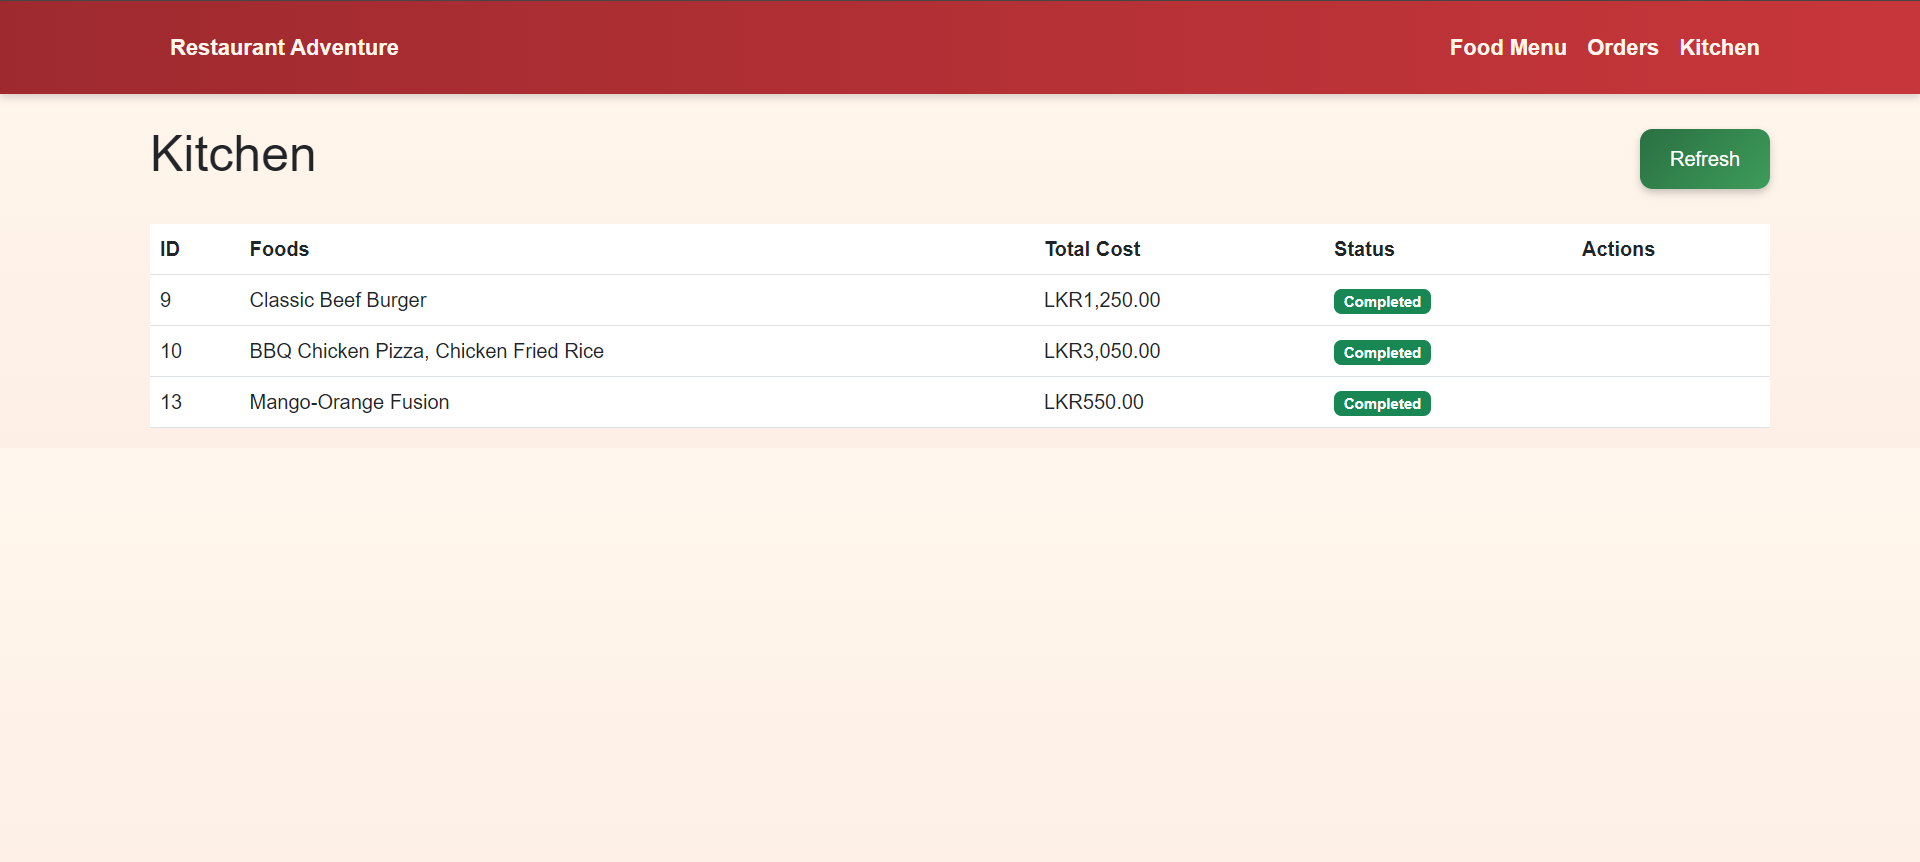 Restaurant Adventure Food Menu Orders Kitchen
Kitchen Refresh
ID Foods Total Cost Status Actions
9 Classic Beef Burger LKR1,250.00 Completed
10 BBQ Chicken Pizza, Chicken Fried Rice LKR3,050.00 Completed
13 Mango-Orange Fusion LKR550.00 Completed